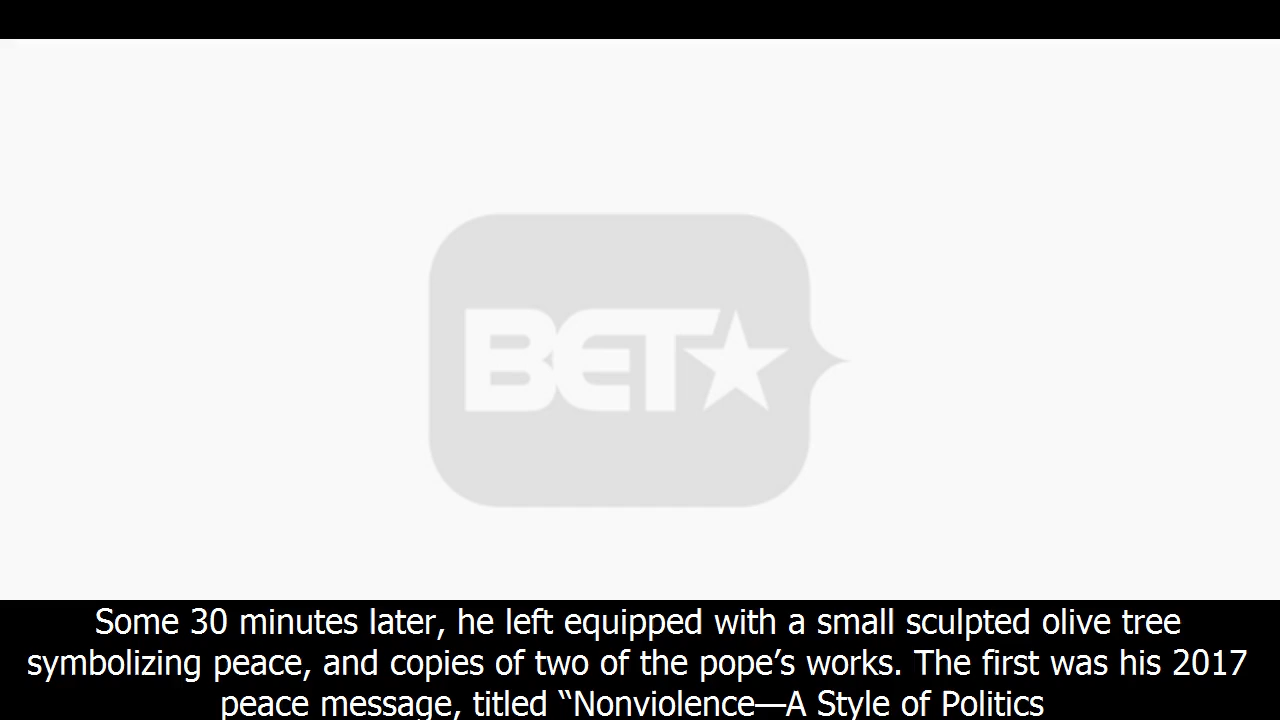 BET
Some 30 minutes later, he left equipped with a small sculpted olive tree
symbolizing peace, and copies of two of the pope’s works. The first was his 2017
peace message, titled “Nonviolence—A Style of Politics